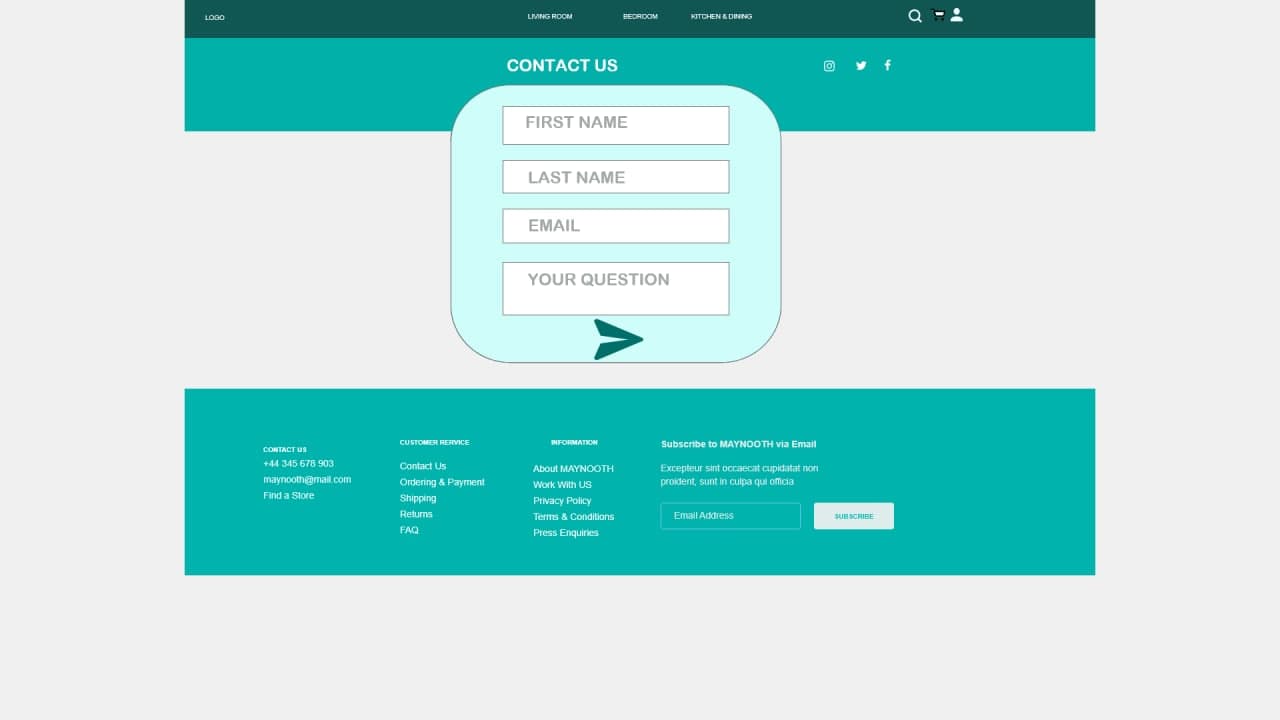 LOGO
LIVING ROOM
BEDROOM
KITCHEN & DINING
CONTACT US
FIRST NAME
LAST NAME
EMAIL
YOUR QUESTION
CONTACT US
+44 345 678 903
maynooth@mail.com
Find a Store
CUSTOMER RERVICE
Contact Us
Ordering & Payment
Shipping
Returns
FAQ
INFORMATION
About MAYNOOTH
Work With US
Privacy Policy
Terms & Conditions
Press Enquiries
Subscribe to MAYNOOTH via Email
Excepteur sint occaecat cupidatat non
proident, sunt in culpa qui officia
Email Address
SUBSCRIBE